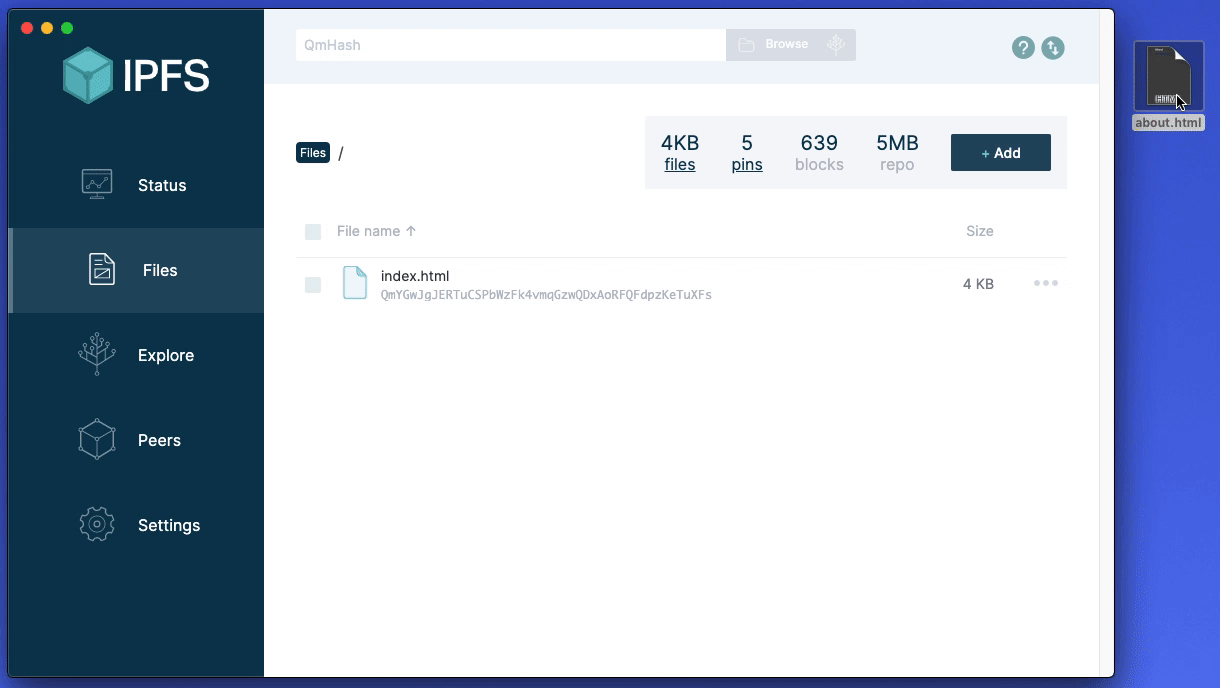 IPFS
QmHash
Browse
?
Status
Files
Explore
Peers
Settings
Files /
4KB files
5 pins
639 blocks
5MB repo
+ Add
File name ↑ Size
index.html
QmYGwJgJERTuCSPbWzFk4vmqGzwQDxAoRFQFdpzKeTuXFs
4 KB
HTML
about.html